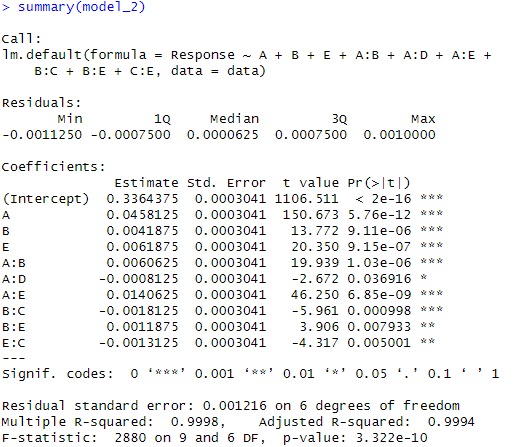 > summary(model_2)
Call:
lm.default(formula = Response ~ A + B + E + A:B + A:D + A:E +
    B:C + B:E + C:E, data = data)
Residuals:
       Min         1Q     Median         3Q        Max
-0.0011250 -0.0007500  0.0000625  0.0007500  0.0010000
Coefficients:
              Estimate Std. Error  t value Pr(>|t|)
(Intercept)  0.3364375  0.0003041 1106.511  < 2e-16 ***
A            0.0458125  0.0003041  150.673 5.76e-12 ***
B            0.0041875  0.0003041   13.772 9.11e-06 ***
E            0.0061875  0.0003041   20.350 9.15e-07 ***
A:B          0.0060625  0.0003041   19.939 1.03e-06 ***
A:D         -0.0008125  0.0003041   -2.672 0.036916 *
A:E          0.0140625  0.0003041   46.250 6.85e-09 ***
B:C         -0.0018125  0.0003041   -5.961 0.000998 ***
B:E          0.0011875  0.0003041    3.906 0.007933 **
E:C         -0.0013125  0.0003041   -4.317 0.005001 **
---
Signif. codes:  0 ‘***’ 0.001 ‘**’ 0.01 ‘*’ 0.05 ‘.’ 0.1 ‘ ’ 1
Residual standard error: 0.001216 on 6 degrees of freedom
Multiple R-squared:  0.9998,    Adjusted R-squared:  0.9994
F-statistic:  2880 on 9 and 6 DF,  p-value: 3.322e-10